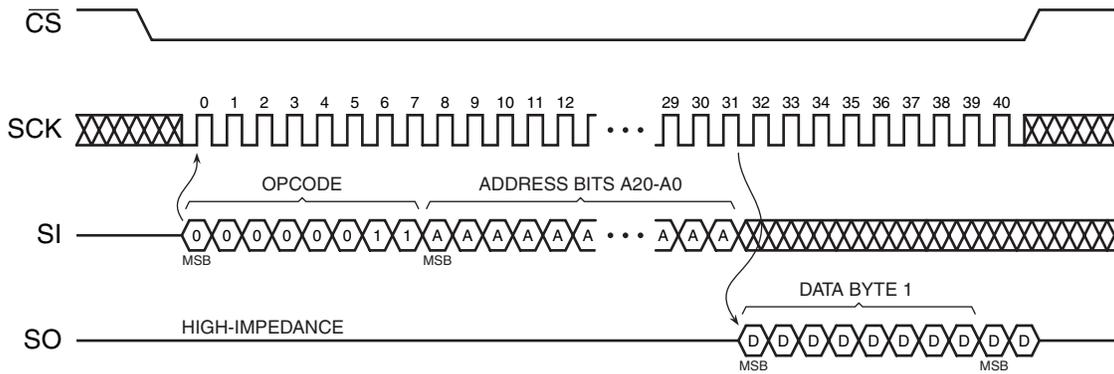 CS
0 1 2 3 4 5 6 7 8 9 10 11 12 29 30 31 32 33 34 35 36 37 38 39 40
SCK
OPCODE ADDRESS BITS A20-A0
SI 0 0 0 0 0 0 1 1 A A A A A A A A A
MSB MSB
DATA BYTE 1
HIGH-IMPEDANCE
SO D D D D D D D D D D
MSB MSB